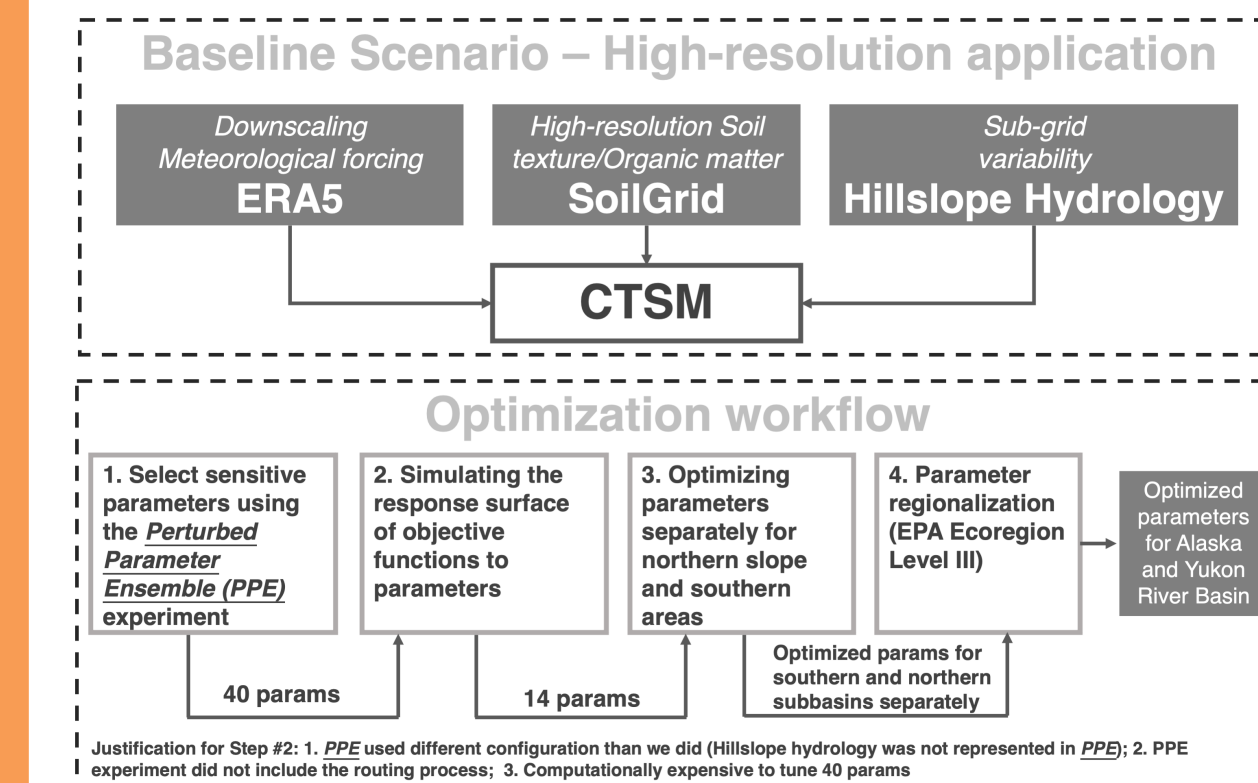 Baseline Scenario – High-resolution application
Downscaling
Meteorological forcing
ERA5
High-resolution Soil
texture/Organic matter
SoilGrid
Sub-grid
variability
Hillslope Hydrology
CTSM
Optimization workflow
1. Select sensitive
parameters using
the Perturbed
Parameter
Ensemble (PPE)
experiment
2. Simulating the
response surface
of objective
functions to
parameters
3. Optimizing
parameters
separately for
northern slope
and southern
areas
4. Parameter
regionalization
(EPA Ecoregion
Level III)
Optimized
parameters
for Alaska
and Yukon
River Basin
40 params
14 params
Optimized params for
southern and northern
subbasins separately
Justification for Step #2: 1. PPE used different configuration than we did (Hillslope hydrology was not represented in PPE); 2. PPE
experiment did not include the routing process; 3. Computationally expensive to tune 40 params